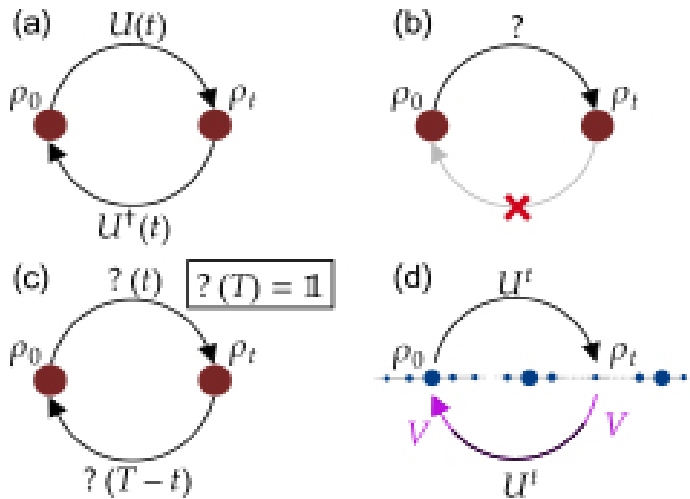 (a)
U(t)
ρ₀
ρₜ
U†(t)
(b)
?
ρ₀
ρₜ
(c)
? (t)
? (T) = 𝟙
ρ₀
ρₜ
? (T − t)
(d)
Uᵗ
ρ₀
ρₜ
V
V
Uᵗ